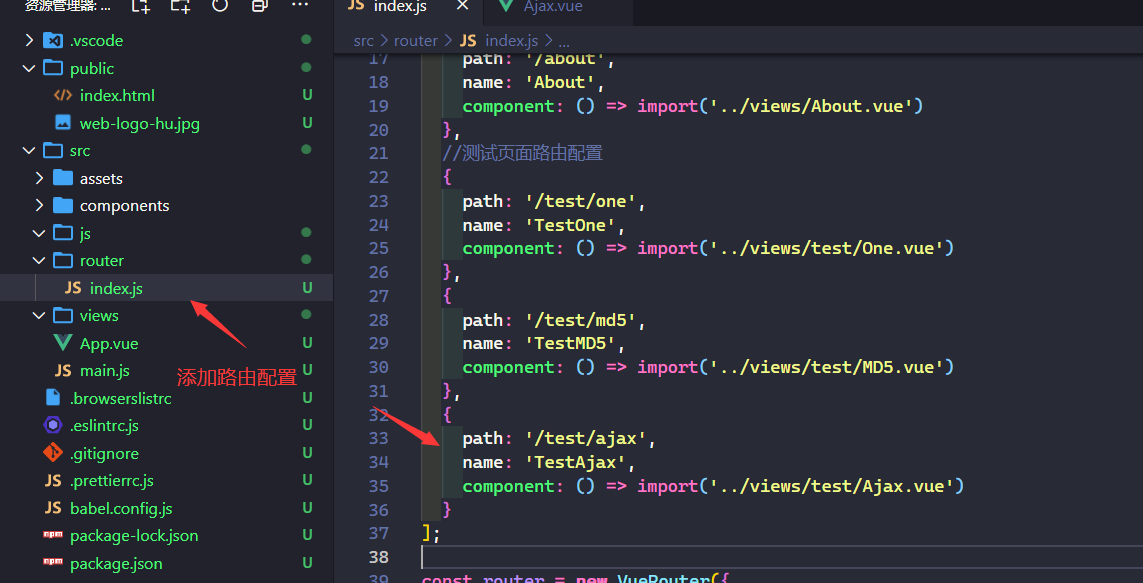 资源管理器: ...
.vscode
public
index.html U
web-logo-hu.jpg U
src
assets
components
js
router
index.js U
views
App.vue U
main.js U
.browserslistrc U
.eslintrc.js U
.gitignore U
.prettierrc.js U
babel.config.js U
package-lock.json U
package.json U
添加路由配置
JS index.js × Ajax.vue
src > router > JS index.js > ...
17 path: '/about',
18 name: 'About',
19 component: () => import('../views/About.vue')
20 },
21 //测试页面路由配置
22 {
23 path: '/test/one',
24 name: 'TestOne',
25 component: () => import('../views/test/One.vue')
26 },
27 {
28 path: '/test/md5',
29 name: 'TestMD5',
30 component: () => import('../views/test/MD5.vue')
31 },
32 {
33 path: '/test/ajax',
34 name: 'TestAjax',
35 component: () => import('../views/test/Ajax.vue')
36 }
37 ];
38
39 const router = new VueRouter({